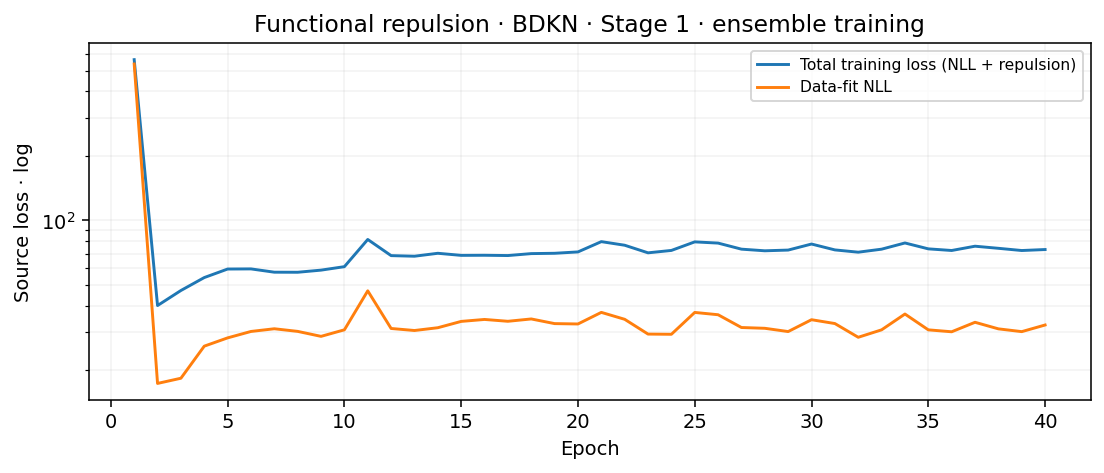 Functional repulsion · BDKN · Stage 1 · ensemble training
Total training loss (NLL + repulsion)
Data-fit NLL
Source loss · log
10²
0 5 10 15 20 25 30 35 40
Epoch